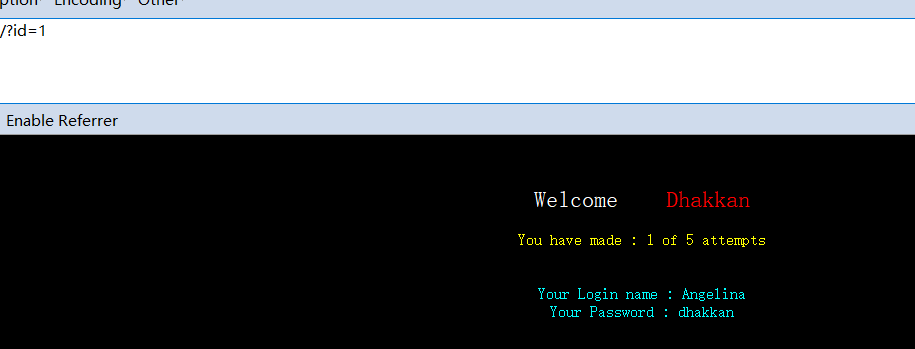 Encoding Other
/?id=1
Enable Referrer
Welcome Dhakkan
You have made : 1 of 5 attempts
Your Login name : Angelina
Your Password : dhakkan